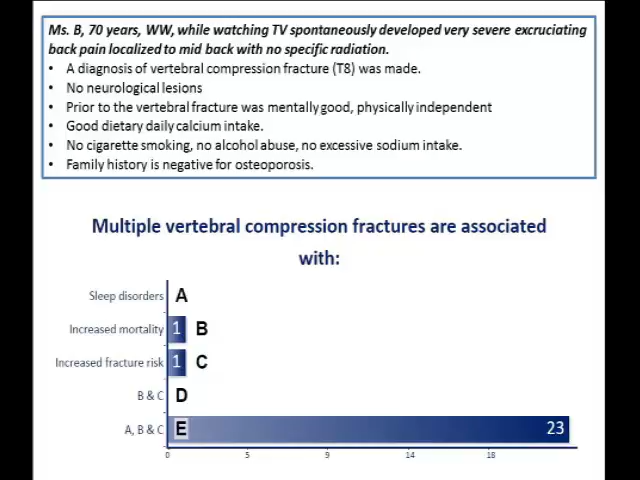 Ms. B, 70 years, WW, while watching TV spontaneously developed very severe excruciating
back pain localized to mid back with no specific radiation.
• A diagnosis of vertebral compression fracture (T8) was made.
• No neurological lesions
• Prior to the vertebral fracture was mentally good, physically independent
• Good dietary daily calcium intake.
• No cigarette smoking, no alcohol abuse, no excessive sodium intake.
• Family history is negative for osteoporosis.
Multiple vertebral compression fractures are associated
with:
Sleep disorders A
Increased mortality 1 B
Increased fracture risk 1 C
B & C D
A, B & C E 23
0 5 9 14 18